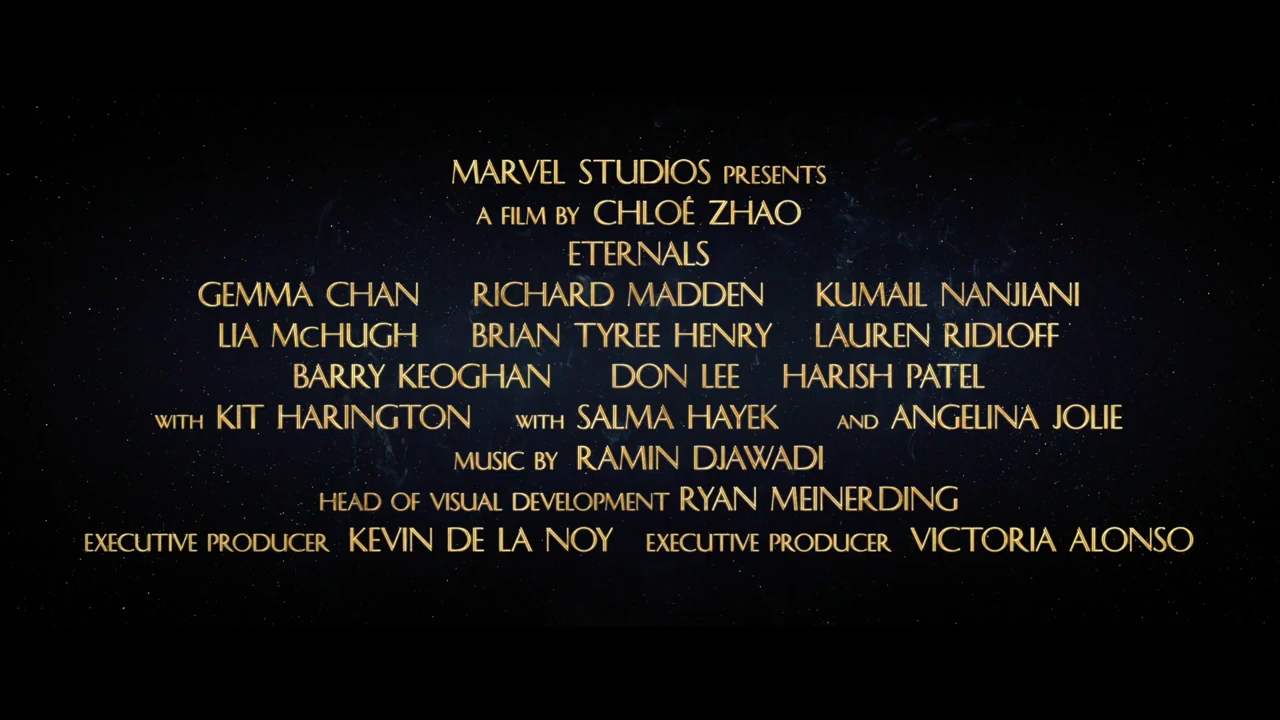 MARVEL STUDIOS PRESENTS
A FILM BY CHLOÉ ZHAO
ETERNALS
GEMMA CHAN RICHARD MADDEN KUMAIL NANJIANI
LIA McHUGH BRIAN TYREE HENRY LAUREN RIDLOFF
BARRY KEOGHAN DON LEE HARISH PATEL
WITH KIT HARINGTON WITH SALMA HAYEK AND ANGELINA JOLIE
MUSIC BY RAMIN DJAWADI
HEAD OF VISUAL DEVELOPMENT RYAN MEINERDING
EXECUTIVE PRODUCER KEVIN DE LA NOY EXECUTIVE PRODUCER VICTORIA ALONSO